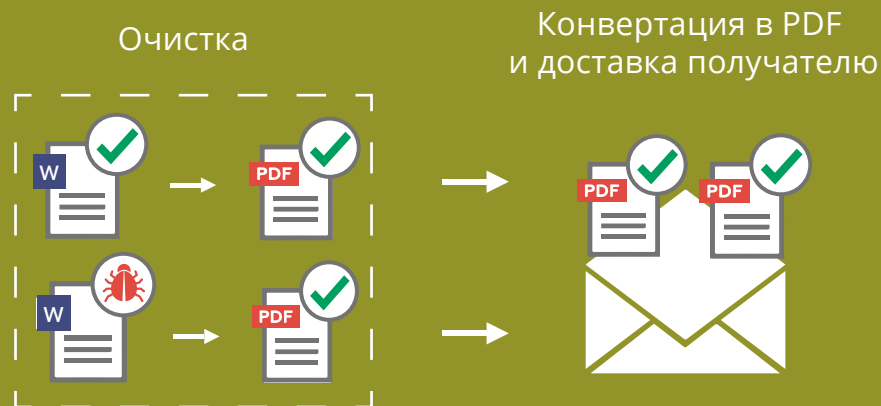 Очистка
Конвертация в PDF
и доставка получателю
W
PDF
PDF
PDF
W
PDF